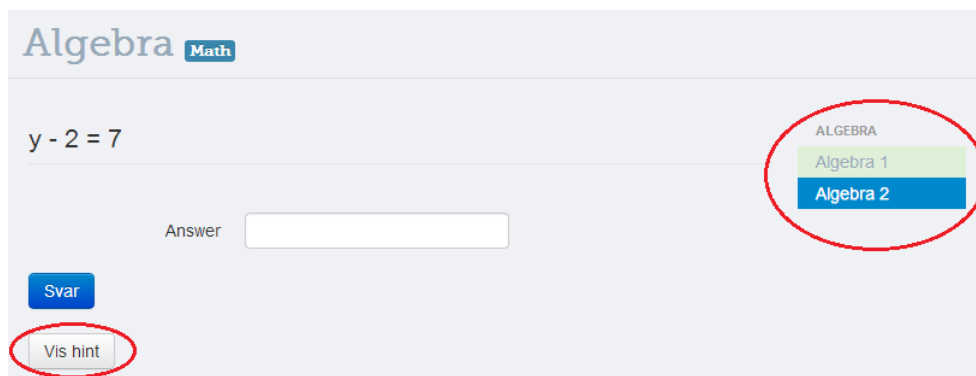 Algebra Math
y - 2 = 7
Answer
Svar
Vis hint
ALGEBRA
Algebra 1
Algebra 2